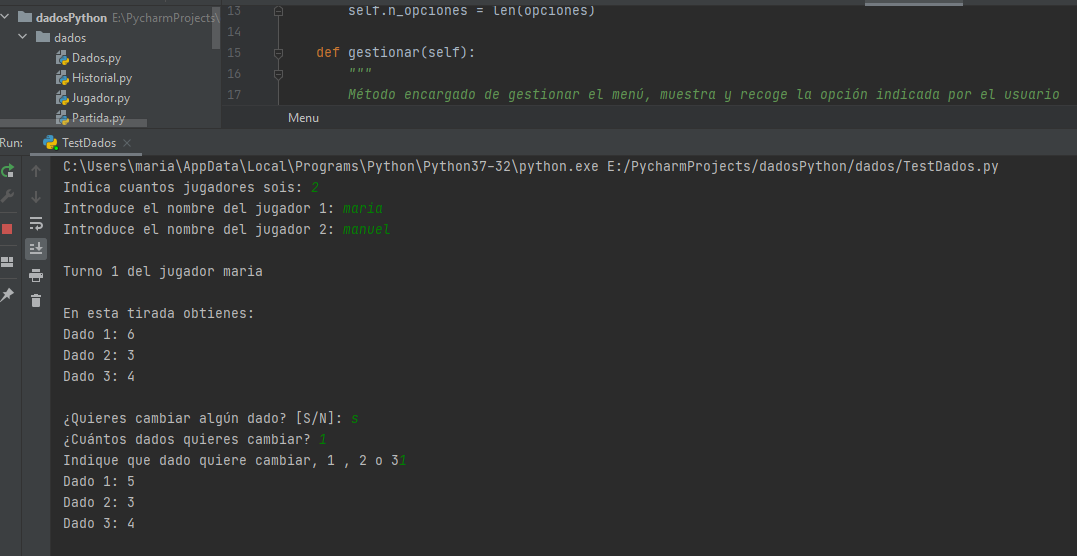 dadosPython E:\PycharmProjects\
dados
Dados.py
Historial.py
Jugador.py
Partida.py
13 self.n_opciones = len(opciones)
14
15 def gestionar(self):
16 """
17 Método encargado de gestionar el menú, muestra y recoge la opción indicada por el usuario
Menu
Run: TestDados
C:\Users\maria\AppData\Local\Programs\Python\Python37-32\python.exe E:/PycharmProjects/dadosPython/dados/TestDados.py
Indica cuantos jugadores sois: 2
Introduce el nombre del jugador 1: maria
Introduce el nombre del jugador 2: manuel
Turno 1 del jugador maria
En esta tirada obtienes:
Dado 1: 6
Dado 2: 3
Dado 3: 4
¿Quieres cambiar algún dado? [S/N]: s
¿Cuántos dados quieres cambiar? 1
Indique que dado quiere cambiar, 1 , 2 o 31
Dado 1: 5
Dado 2: 3
Dado 3: 4